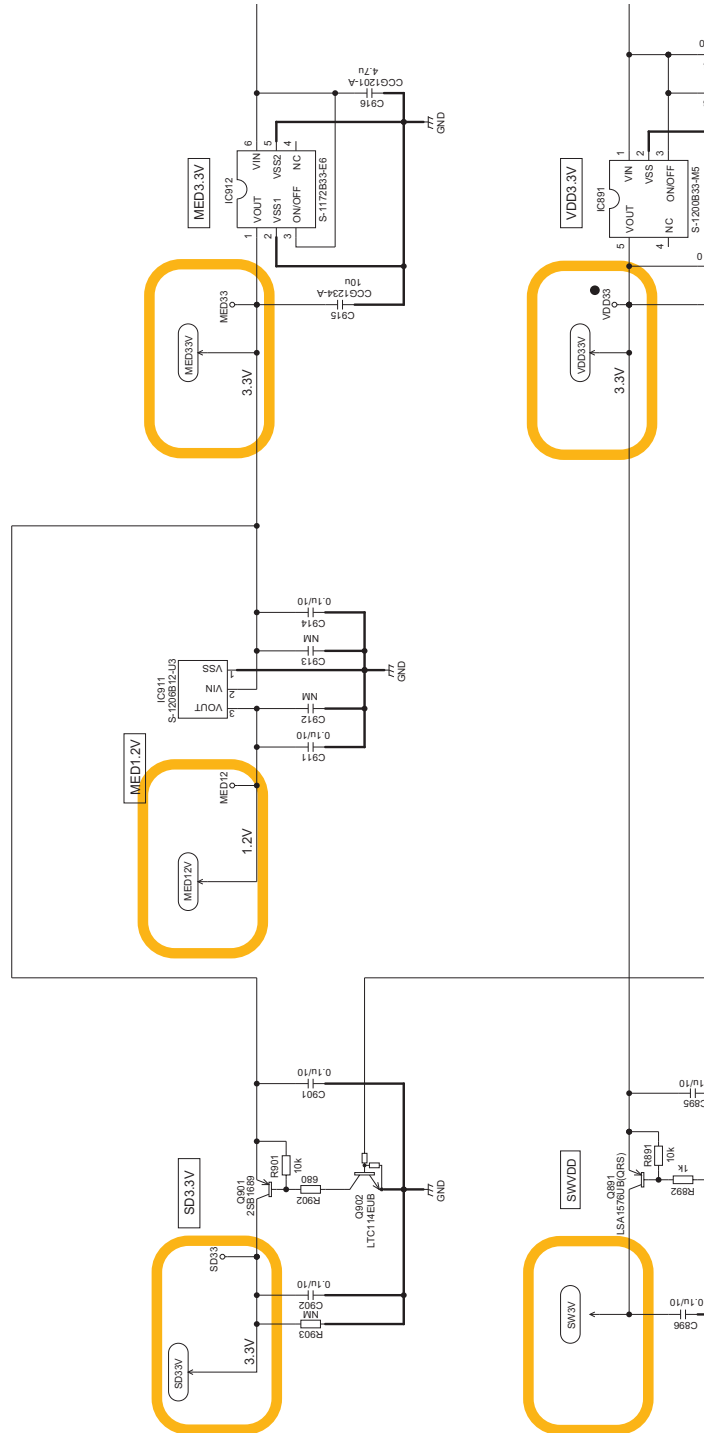 4.7u
CCG1201-A
C916
GND
MED3.3V
IC912
S-1172B33-E6
6
VIN
5
VSS2
4
NC
1
VOUT
2
VSS1
3
ON/OFF
MED33
MED33V
3.3V
10u
CCG1234-A
C915
VDD3.3V
IC891
S-1200B33-M5
1
VIN
2
VSS
3
ON/OFF
5
VOUT
4
NC
VDD33
VDD33V
3.3V
0.1u/10
C914
NM
C913
NM
C912
0.1u/10
C911
GND
IC911
S-1206B12-U3
VSS
1
VIN
2
VOUT
3
MED1.2V
MED12
MED12V
1.2V
0.1u/10
C901
SD3.3V
Q901
2SB1689
R901
10k
680
R902
Q902
LTC114EUB
GND
SD33
SD33V
3.3V
0.1u/10
C902
NM
R903
SWVDD
Q891
LSA1576UB(QRS)
R891
10k
1k
R892
C895
SW3V
0.1u/10
C896